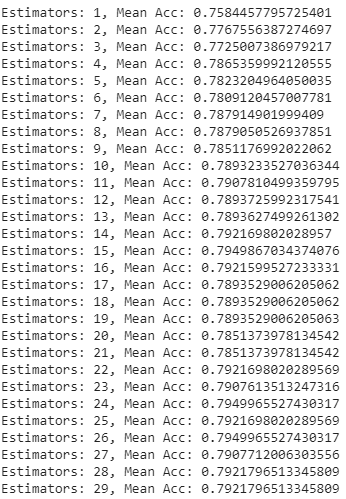 Estimators: 1, Mean Acc: 0.7584457795725401
Estimators: 2, Mean Acc: 0.7767556387274697
Estimators: 3, Mean Acc: 0.7725007386979217
Estimators: 4, Mean Acc: 0.7865359992120555
Estimators: 5, Mean Acc: 0.7823204964050035
Estimators: 6, Mean Acc: 0.7809120457007781
Estimators: 7, Mean Acc: 0.787914901999409
Estimators: 8, Mean Acc: 0.7879050526937851
Estimators: 9, Mean Acc: 0.7851176992022062
Estimators: 10, Mean Acc: 0.7893233527036344
Estimators: 11, Mean Acc: 0.7907810499359795
Estimators: 12, Mean Acc: 0.7893725992317541
Estimators: 13, Mean Acc: 0.7893627499261302
Estimators: 14, Mean Acc: 0.792169802028957
Estimators: 15, Mean Acc: 0.7949867034374076
Estimators: 16, Mean Acc: 0.7921599527233331
Estimators: 17, Mean Acc: 0.7893529006205062
Estimators: 18, Mean Acc: 0.7893529006205062
Estimators: 19, Mean Acc: 0.7893529006205063
Estimators: 20, Mean Acc: 0.7851373978134542
Estimators: 21, Mean Acc: 0.7851373978134542
Estimators: 22, Mean Acc: 0.7921698020289569
Estimators: 23, Mean Acc: 0.7907613513247316
Estimators: 24, Mean Acc: 0.7949965527430317
Estimators: 25, Mean Acc: 0.7921698020289569
Estimators: 26, Mean Acc: 0.7949965527430317
Estimators: 27, Mean Acc: 0.7907712006303556
Estimators: 28, Mean Acc: 0.7921796513345809
Estimators: 29, Mean Acc: 0.7921796513345809